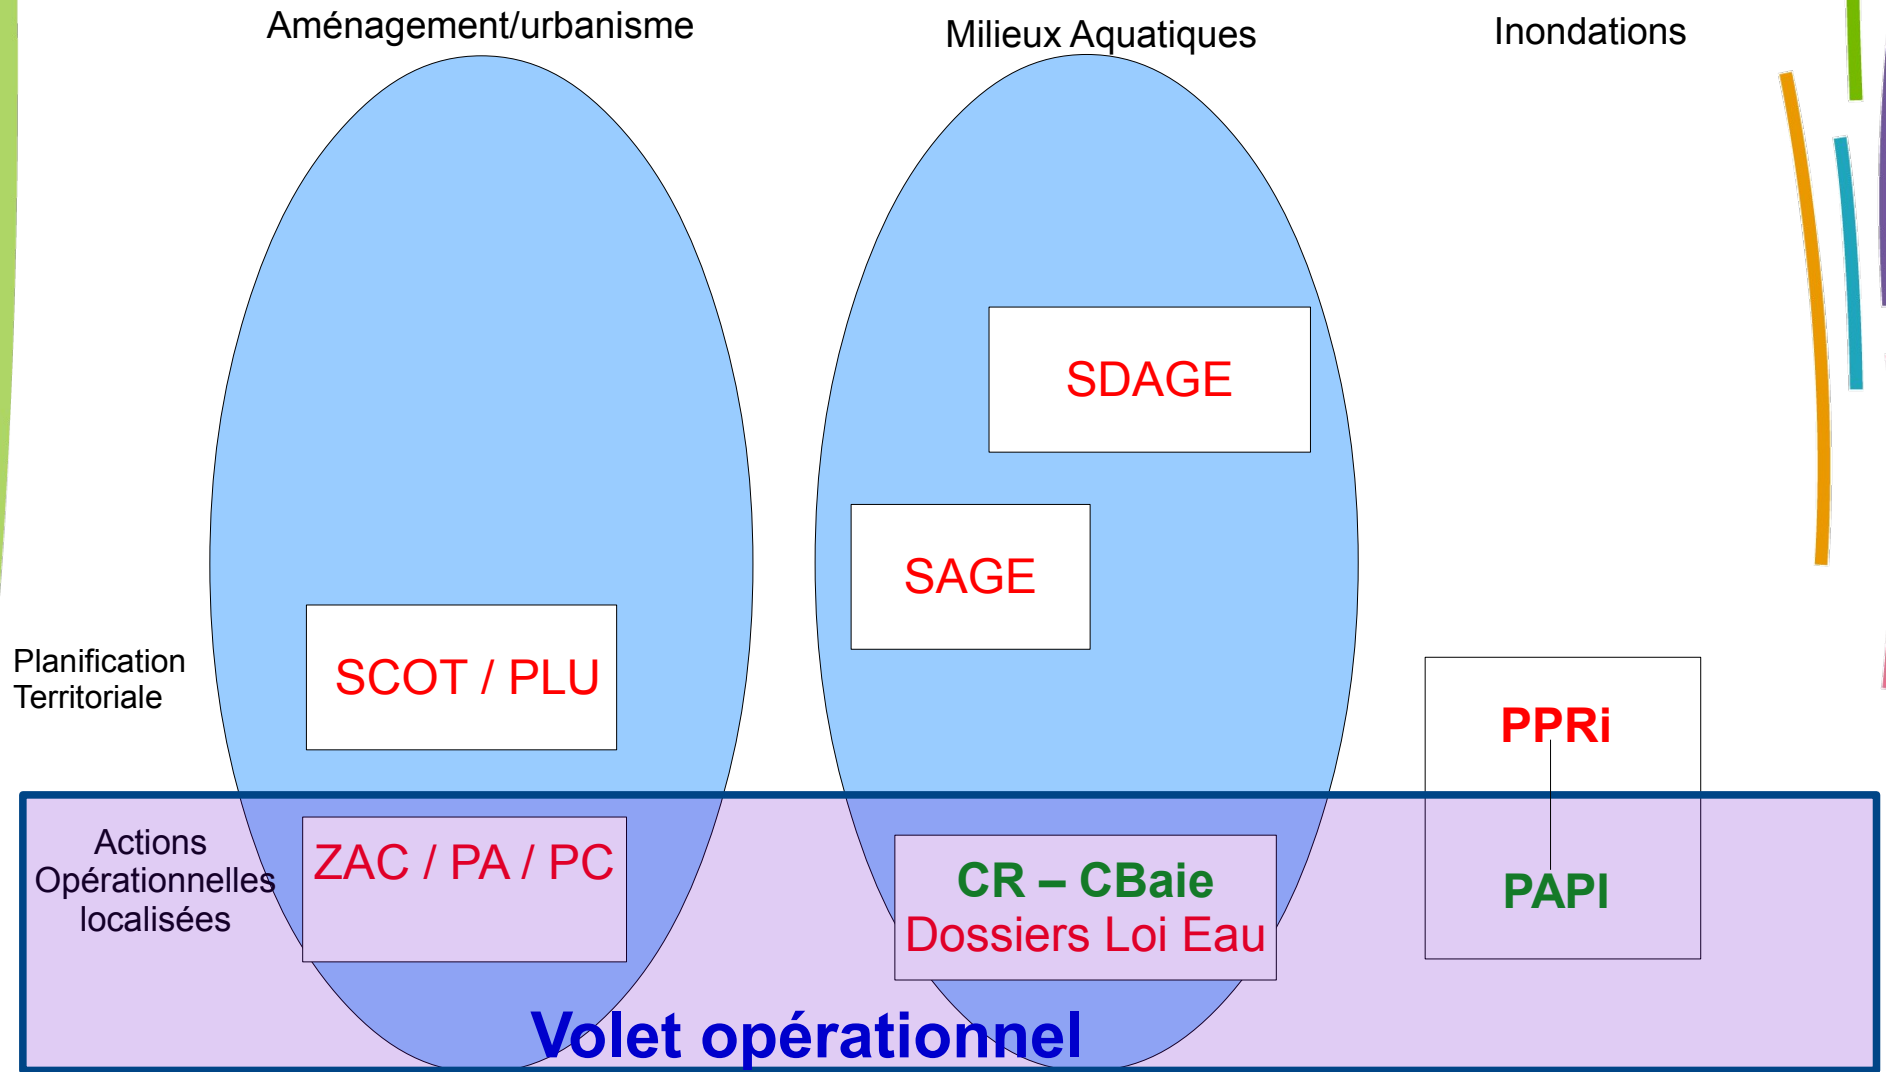 Aménagement/urbanisme
Milieux Aquatiques
Inondations
SDAGE
SAGE
Planification
Territoriale
SCOT / PLU
PPRi
Actions
Opérationnelles
localisées
ZAC / PA / PC
CR – CBaie
Dossiers Loi Eau
PAPI
Volet opérationnel